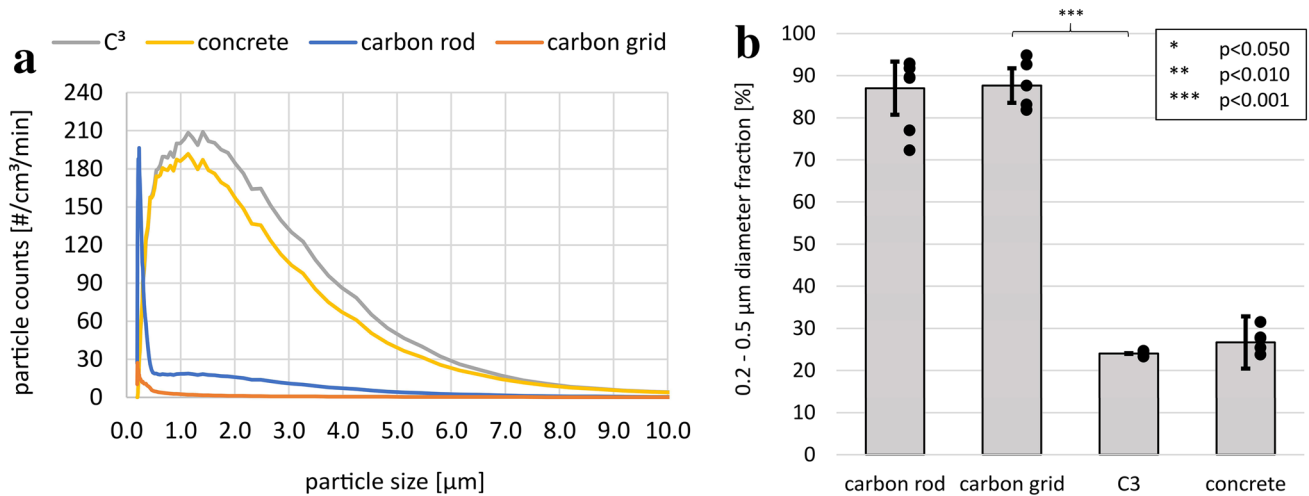 a
C³ concrete carbon rod carbon grid
particle counts [#/cm³/min]
240
210
180
150
120
90
60
30
0
0.0 1.0 2.0 3.0 4.0 5.0 6.0 7.0 8.0 9.0 10.0
particle size [µm]
b
***
* p<0.050
** p<0.010
*** p<0.001
0.2 - 0.5 µm diameter fraction [%]
100
90
80
70
60
50
40
30
20
10
0
carbon rod carbon grid C3 concrete